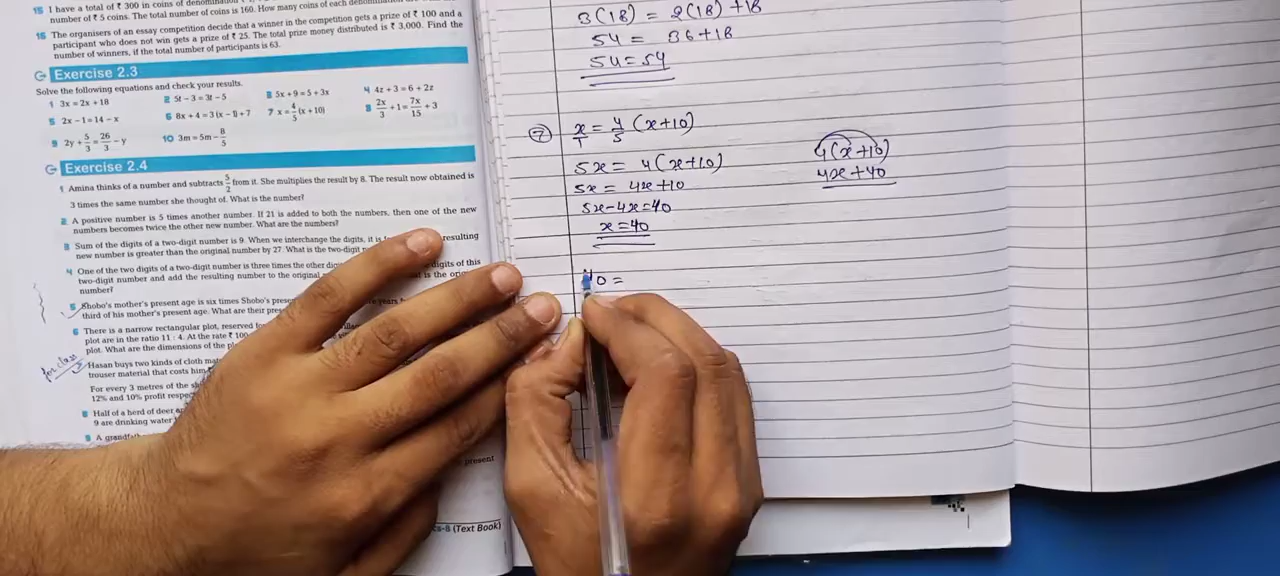 15 I have a total of ₹ 300 in coins of
number of ₹ 5 coins. The total number of coins is 160. How many coins of each
16 The organisers of an essay competition decide that a winner in the competition gets a prize of ₹ 100 and a
participant who does not win gets a prize of ₹ 25. The total prize money distributed is ₹ 3,000. Find the
number of winners, if the total number of participants is 63.
Exercise 2.3
Solve the following equations and check your results.
1 3x = 2x + 18
2 5t – 3 = 3t – 5
3 5x + 9 = 5 + 3x
4 4z + 3 = 6 + 2z
5 2x – 1 = 14 – x
6 8x + 4 = 3 (x – 1) + 7
7 x = 4/5 (x + 10)
8 2x/3 + 1 = 7x/15 + 3
9 2y + 5/3 = 26/3 – y
10 3m = 5m – 8/5
Exercise 2.4
1 Amina thinks of a number and subtracts 5/2 from it. She multiplies the result by 8. The result now obtained is
3 times the same number she thought of. What is the number?
2 A positive number is 5 times another number. If 21 is added to both the numbers, then one of the new
numbers becomes twice the other new number. What are the numbers?
3 Sum of the digits of a two-digit number is 9. When we interchange the digits, it is resulting
new number is greater than the original number by 27. What is the two-digit
4 One of the two digits of a two-digit number is three times the other digits of this
two-digit number and add the resulting number to the original is the
number?
5 Shobo's mother's present age is six times Shobo's
third of his mother's present age. What are their
6 There is a narrow rectangular plot, reserved
plot are in the ratio 11 : 4. At the rate ₹ 100
plot. What are the dimensions of the
for class
Hasan buys two kinds of cloth
trouser material that costs him
For every 3 metres of the
12% and 10% profit
8 Half of a herd of deer
9 are drinking water
9 A
present
(Text Book)
3(18) = 2(18) + 18
54 = 36+18
54 = 54
⑦ x/1 = 4/5 (x+10)
5x = 4(x+10)
5x = 4x+10
5x-4x=40
x=40
40 =
4(x+10)
4x+40